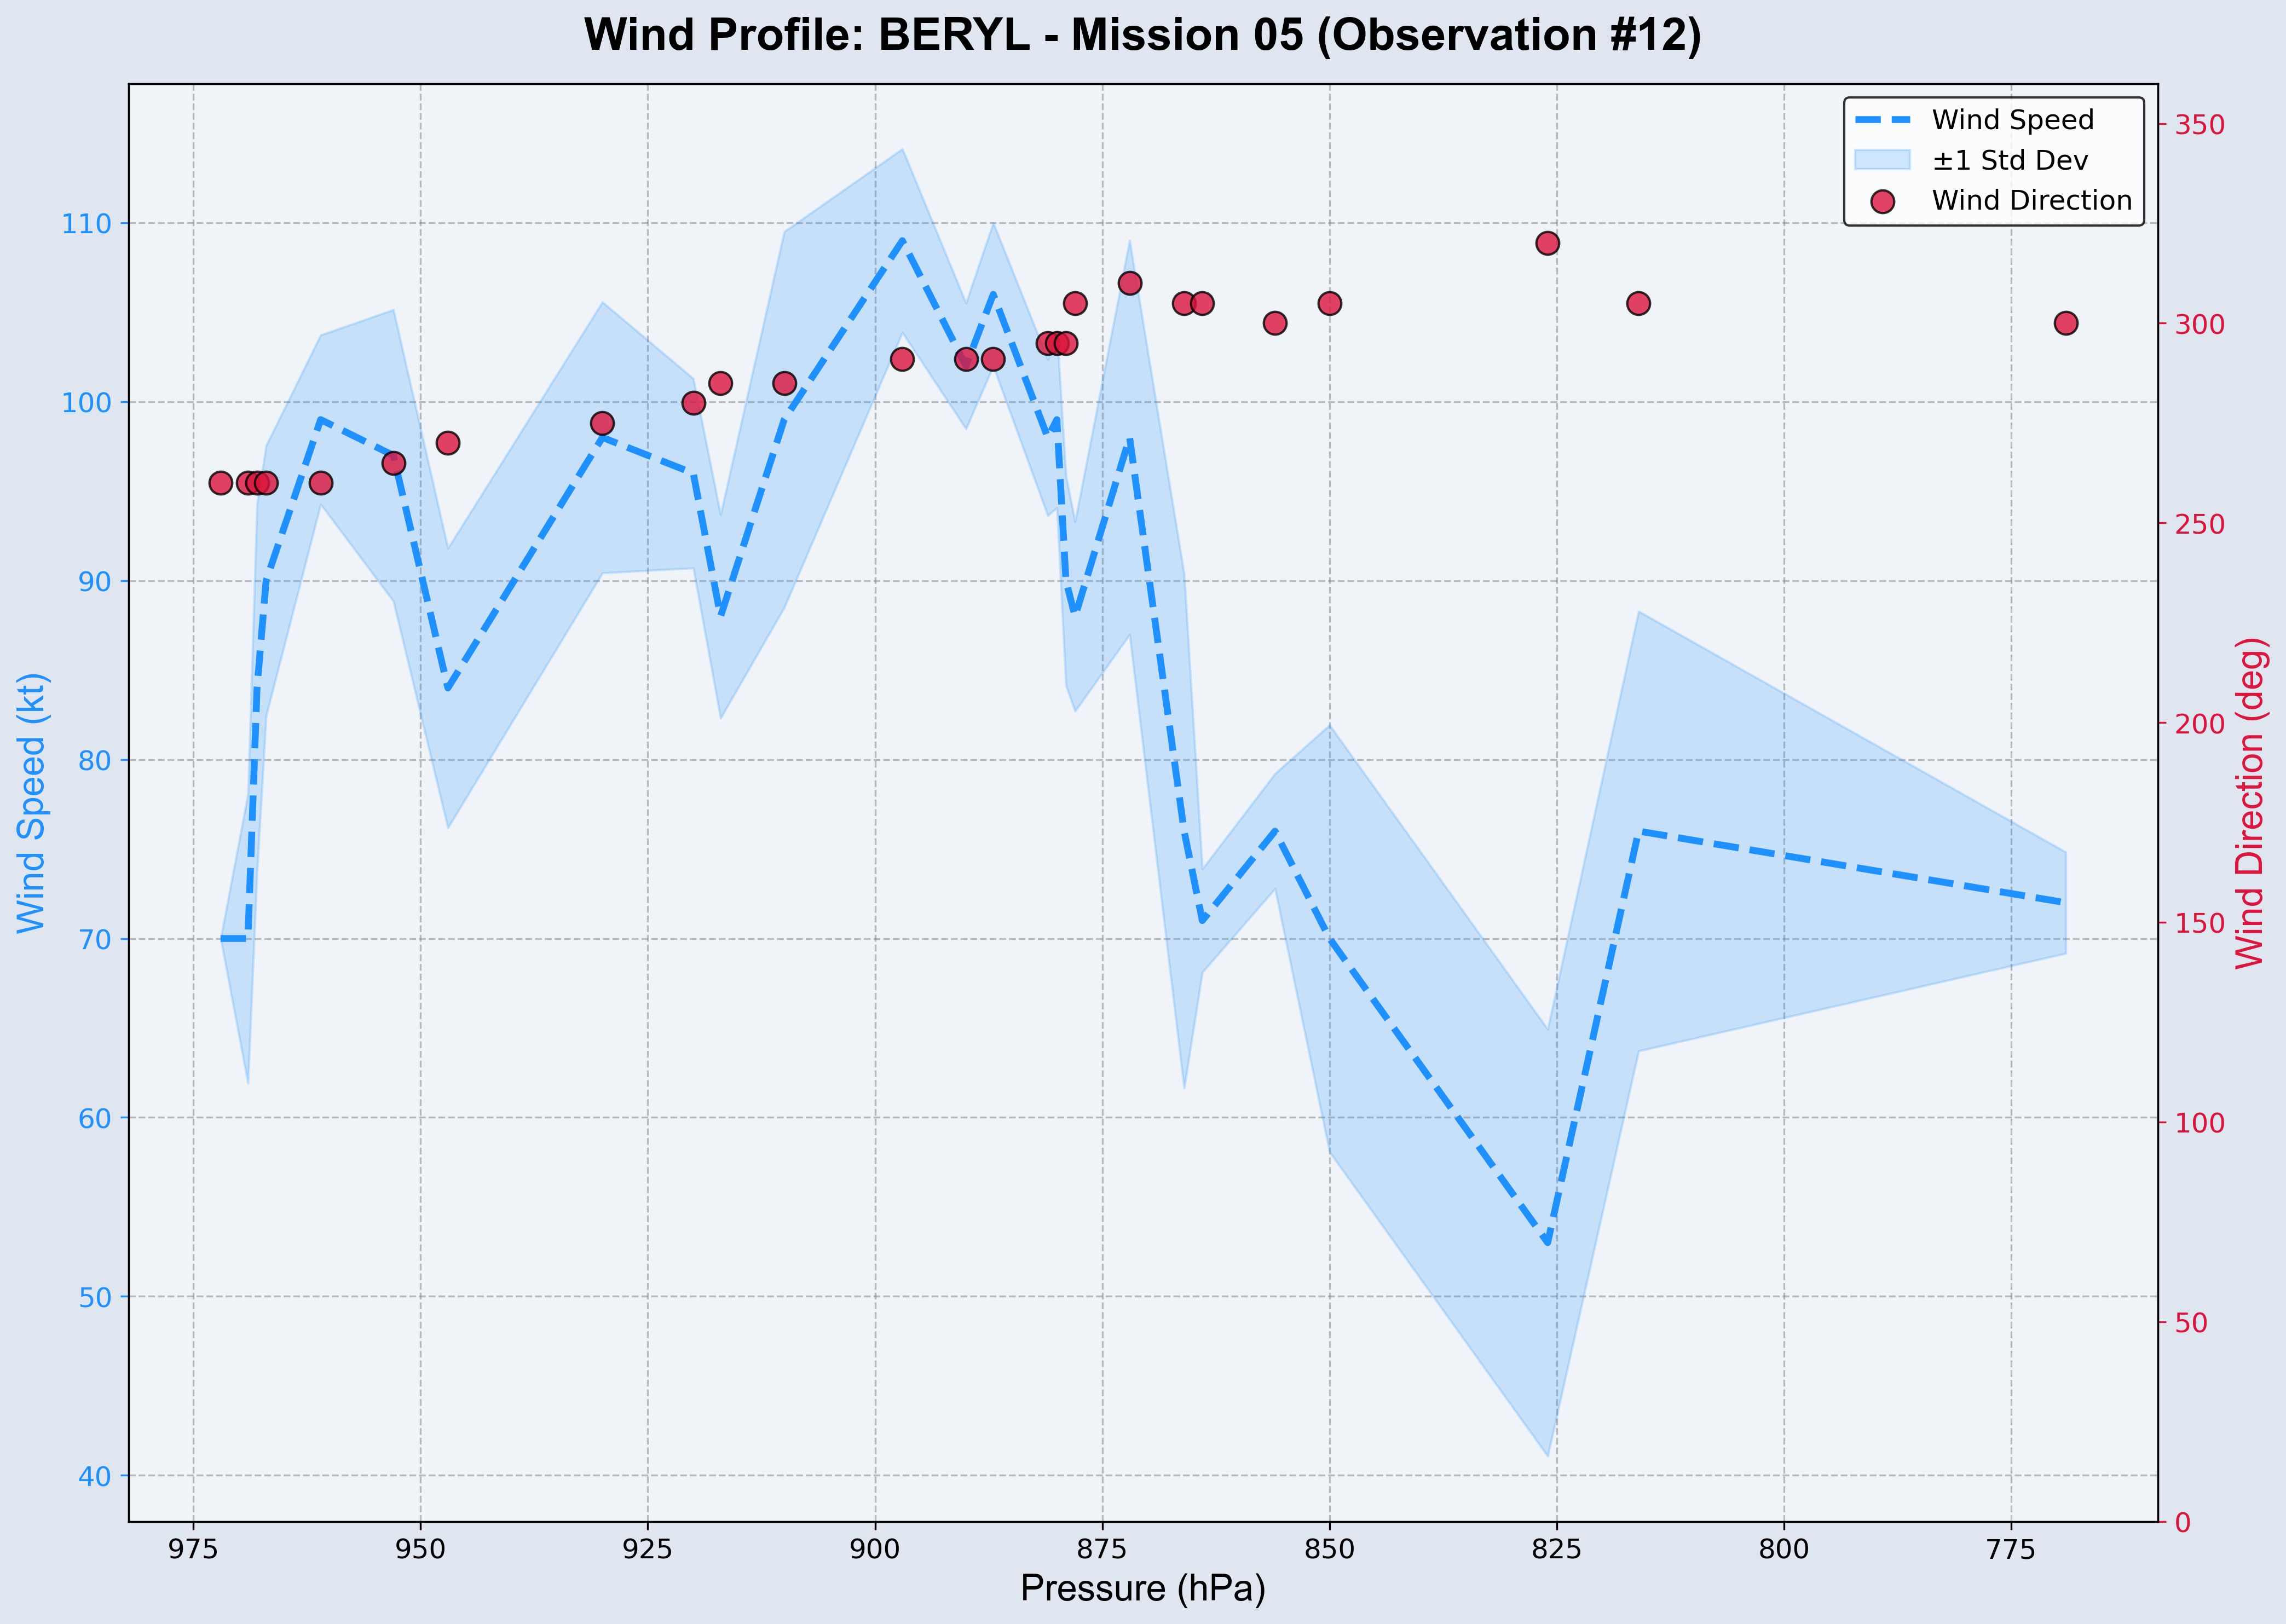 Wind Profile: BERYL - Mission 05 (Observation #12)
Wind Speed
±1 Std Dev
Wind Direction
Wind Speed (kt)
110
100
90
80
70
60
50
40
350
300
250
200
150
100
50
0
Wind Direction (deg)
975 950 925 900 875 850 825 800 775
Pressure (hPa)